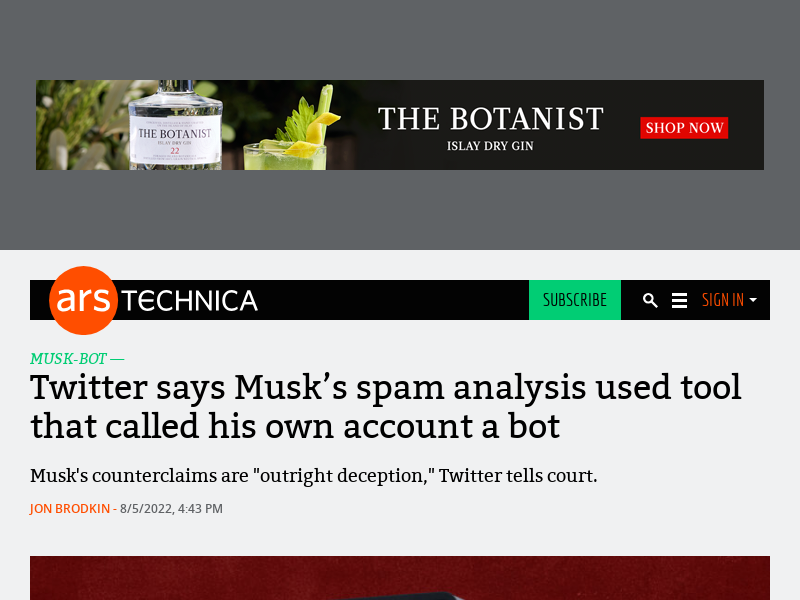 THE BOTANIST
ISLAY DRY GIN
22
THE BOTANIST
ISLAY DRY GIN
SHOP NOW
ars TECHNICA
SUBSCRIBE
SIGN IN
MUSK-BOT —
Twitter says Musk’s spam analysis used tool
that called his own account a bot
Musk's counterclaims are "outright deception," Twitter tells court.
JON BRODKIN - 8/5/2022, 4:43 PM